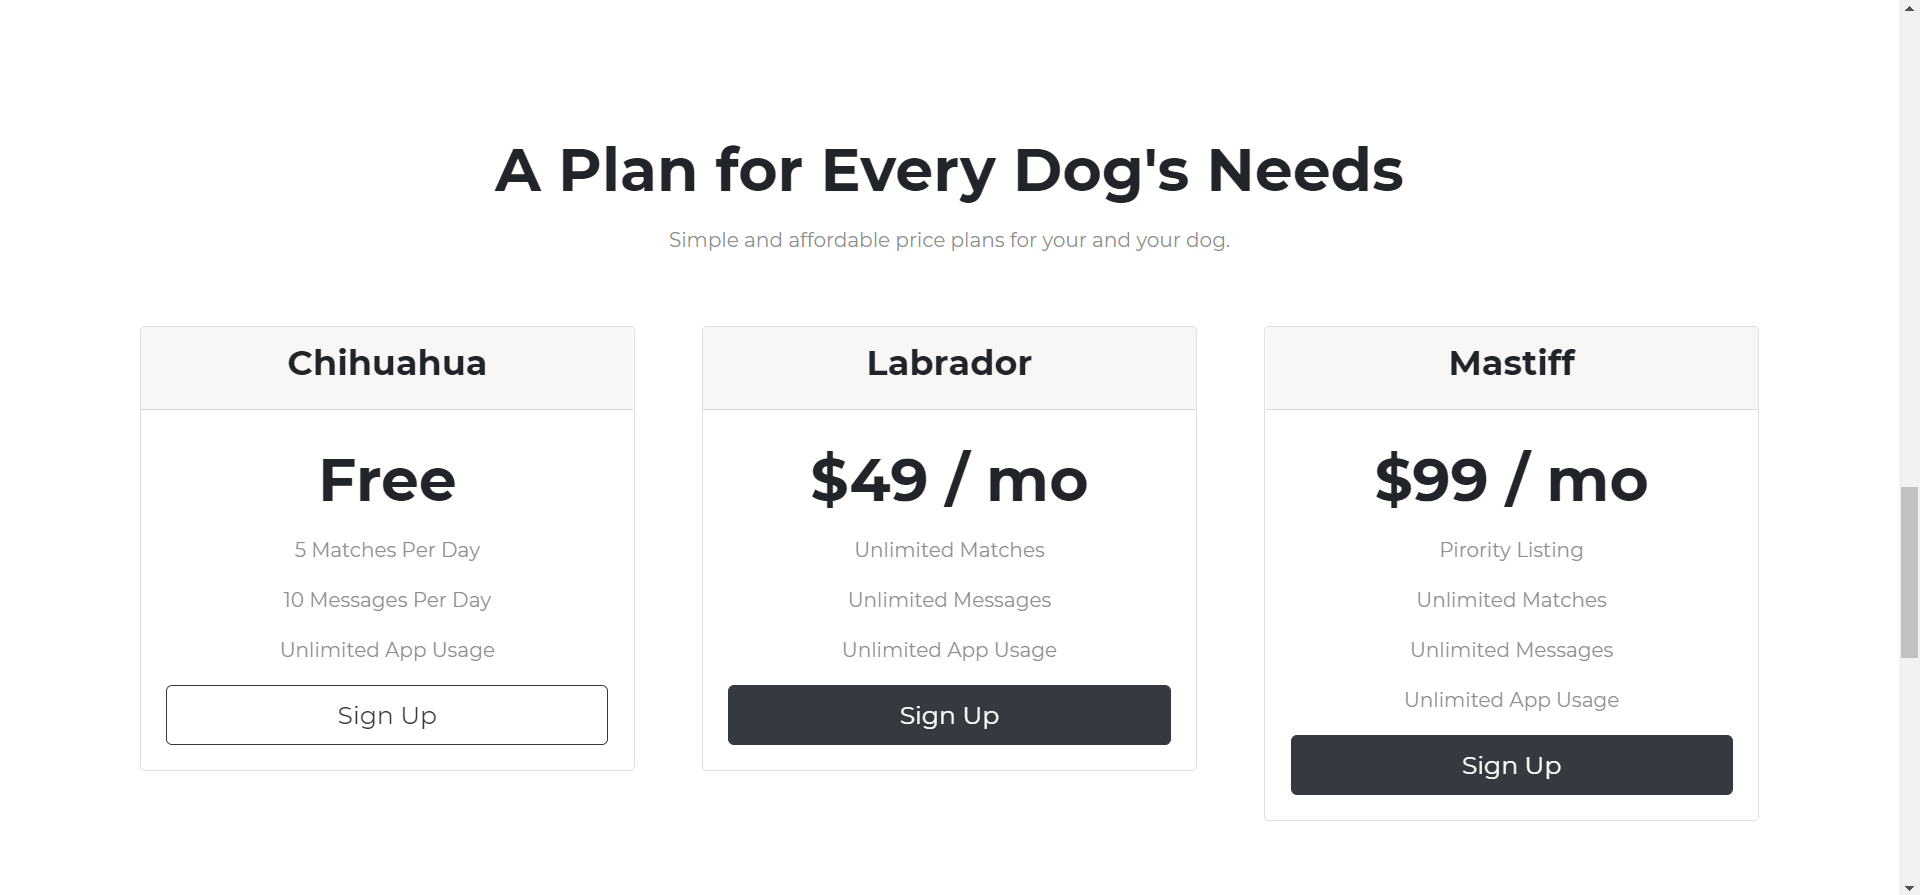 A Plan for Every Dog's Needs
Simple and affordable price plans for your and your dog.
Chihuahua
Free
5 Matches Per Day
10 Messages Per Day
Unlimited App Usage
Sign Up
Labrador
$49 / mo
Unlimited Matches
Unlimited Messages
Unlimited App Usage
Sign Up
Mastiff
$99 / mo
Pirority Listing
Unlimited Matches
Unlimited Messages
Unlimited App Usage
Sign Up